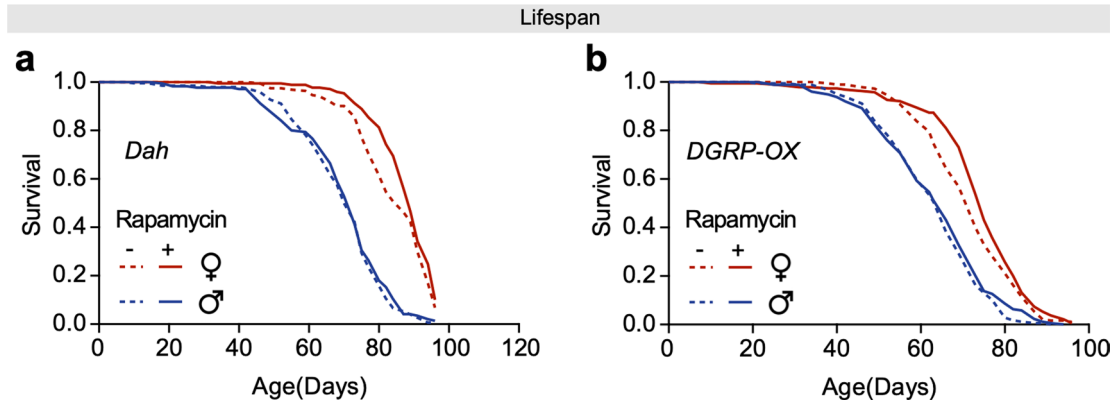 Lifespan
a
b
1.0
0.8
0.6
0.4
0.2
0.0
Survival
Dah
Rapamycin
- +
♀
♂
0 20 40 60 80 100 120
Age(Days)
1.0
0.8
0.6
0.4
0.2
0.0
Survival
DGRP-OX
Rapamycin
- +
♀
♂
0 20 40 60 80 100
Age(Days)